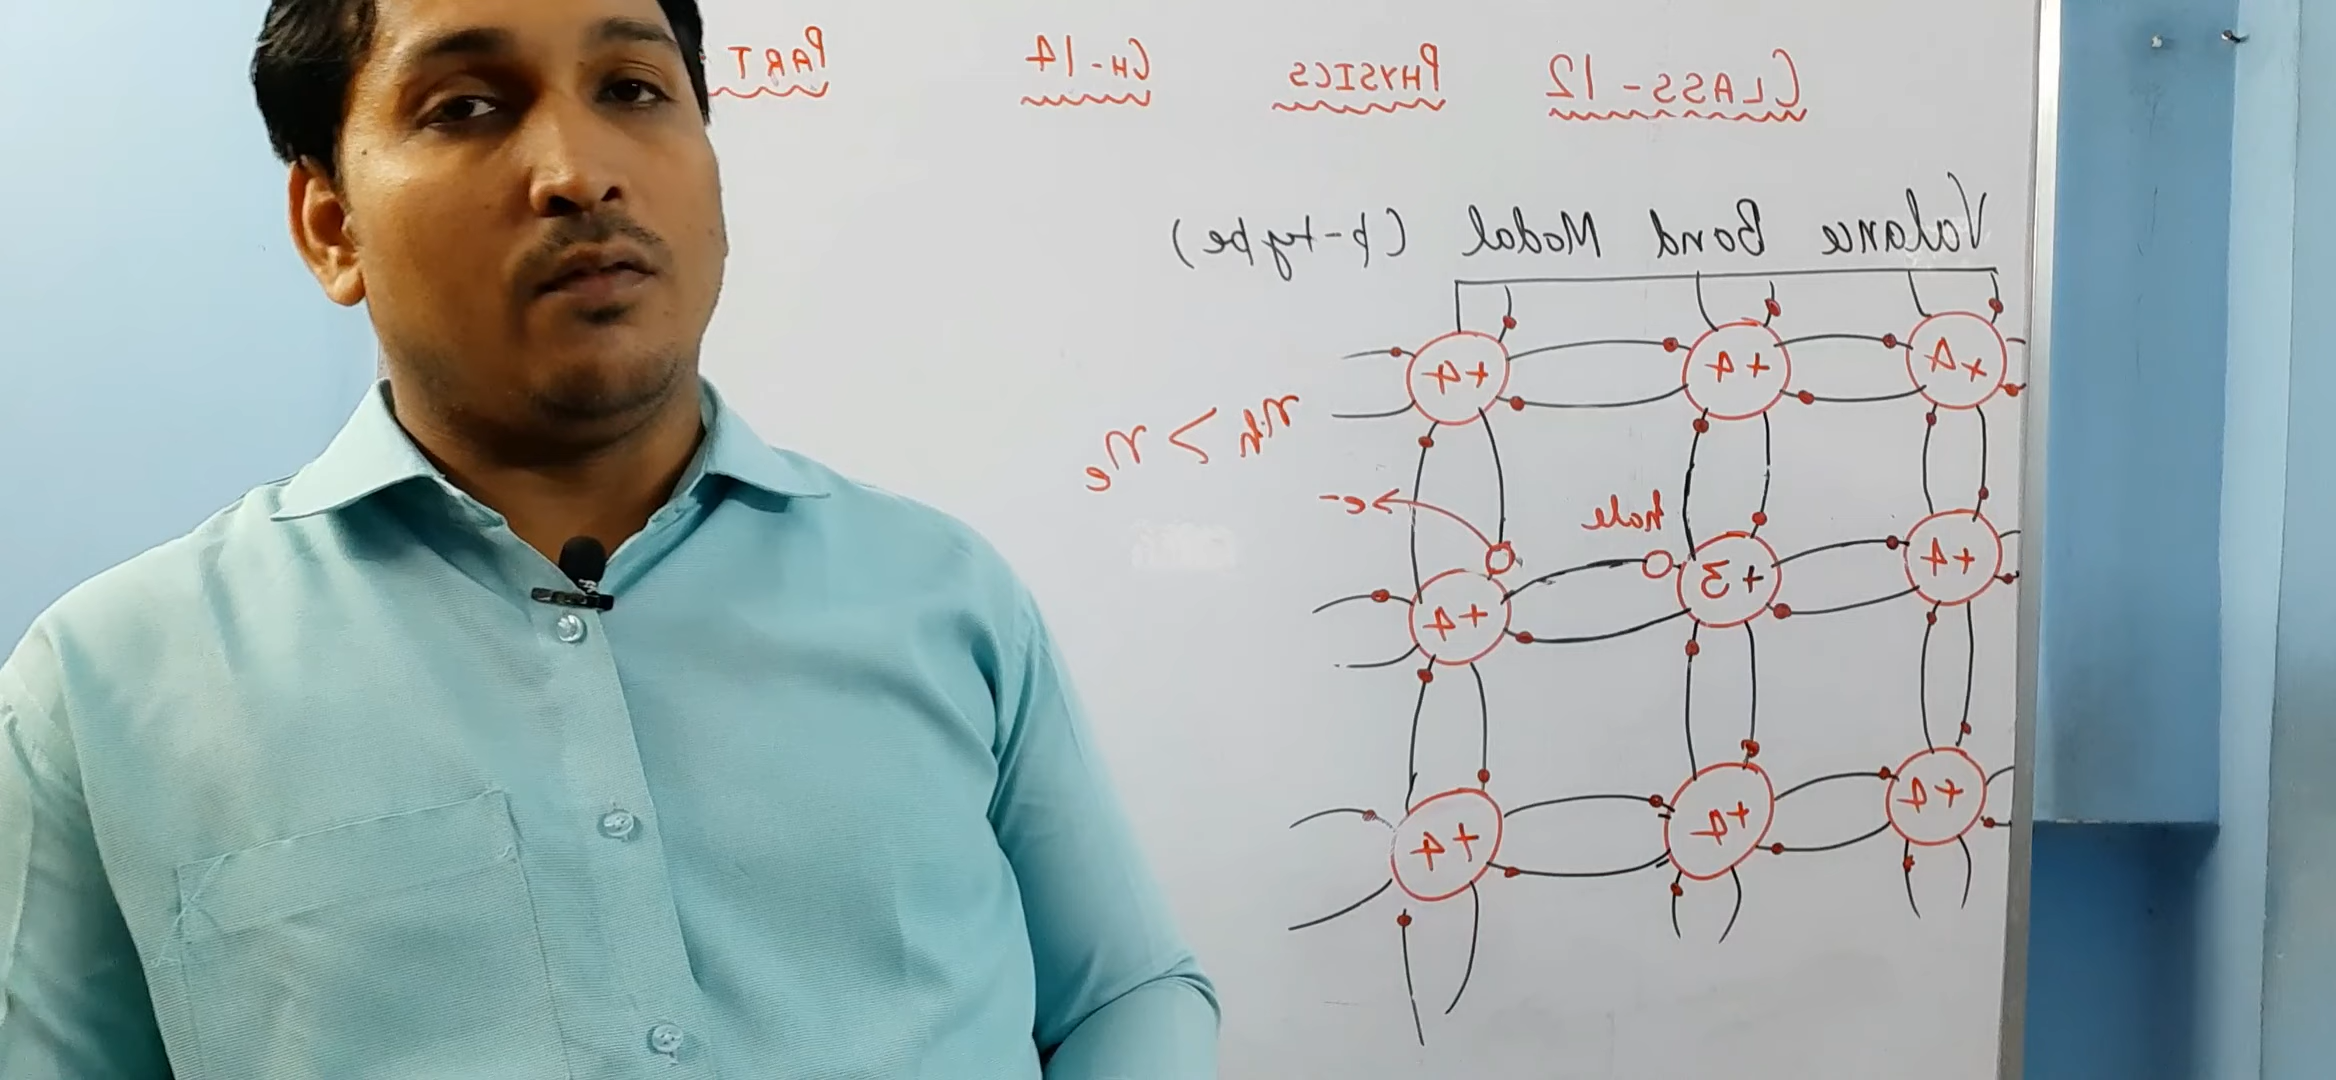 CLASS-12 PHYSICS CH-14 PART
Valance Bond Modal (p-type)
+4 +4 +4
nh > ne
hole e-
+4 +3 +4
+4 +4 +4